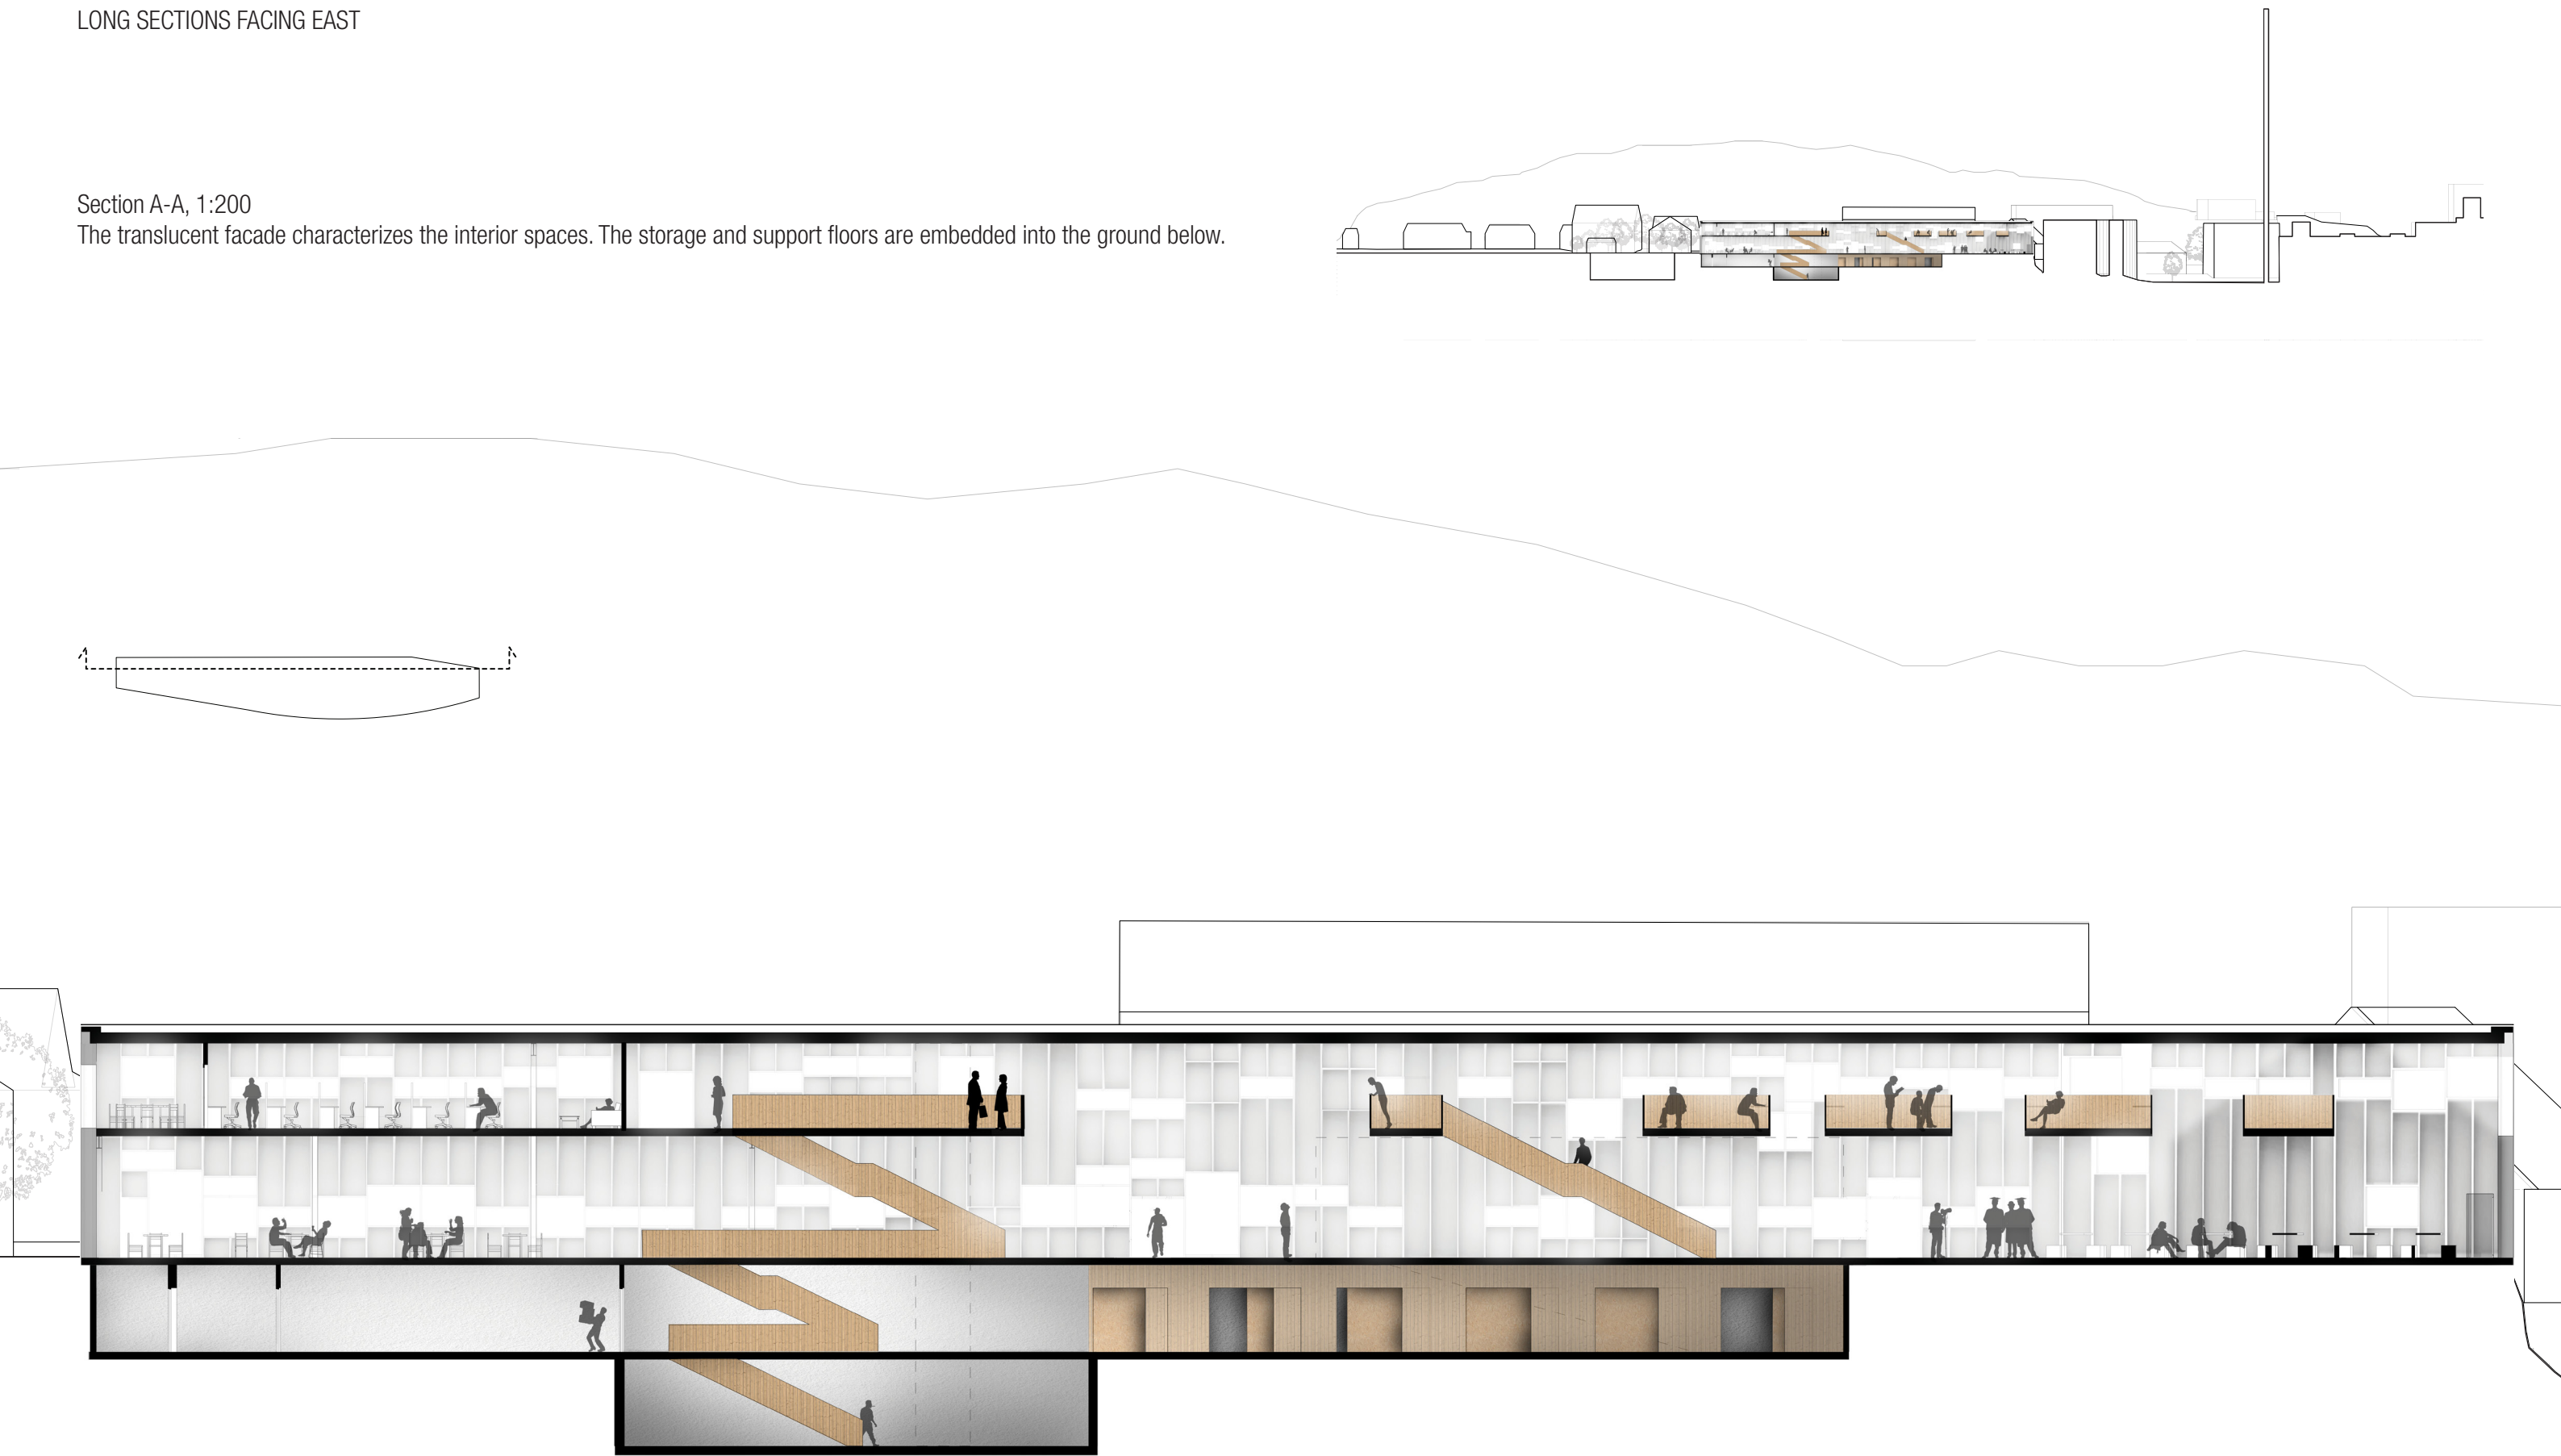 LONG SECTIONS FACING EAST
Section A-A, 1:200
The translucent facade characterizes the interior spaces. The storage and support floors are embedded into the ground below.